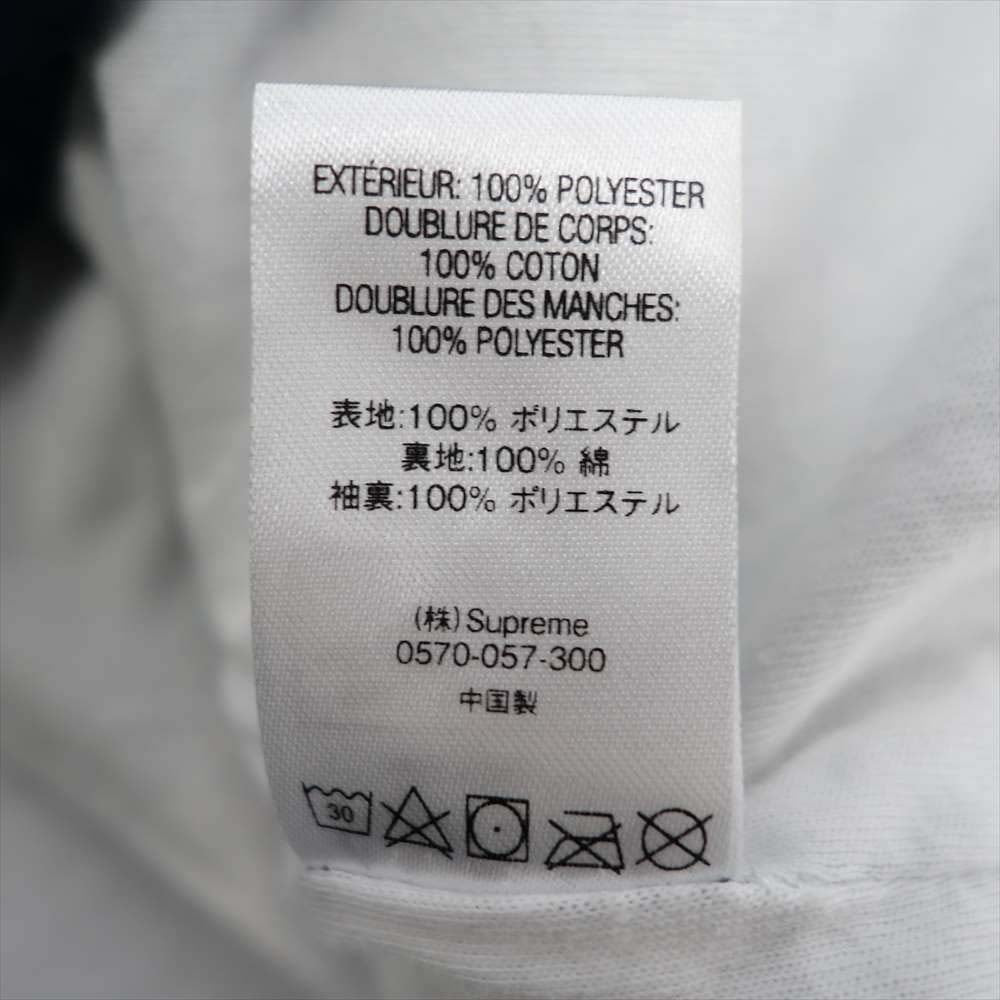 EXTÉRIEUR: 100% POLYESTER
DOUBLURE DE CORPS:
100% COTON
DOUBLURE DES MANCHES:
100% POLYESTER
表地:100% ポリエステル
裏地:100% 綿
袖裏:100% ポリエステル
(株)Supreme
0570-057-300
中国製
30